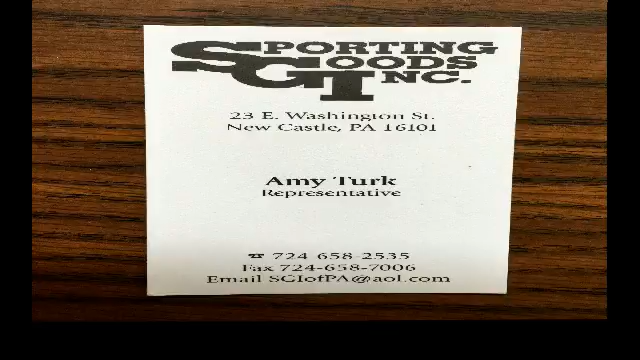 SPORTING
GOODS
INC.
23 E. Washington St.
New Castle, PA 16101
Amy Turk
Representative
☎ 724 658-2535
Fax 724-658-7006
Email SGIofPA@aol.com